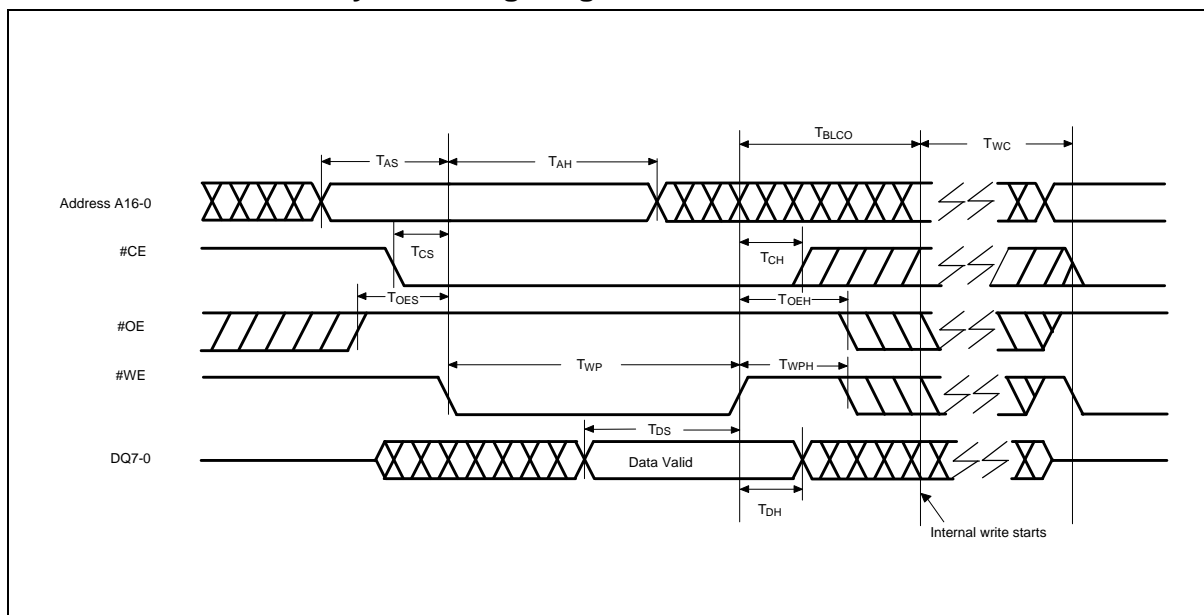 TBLCO
TWC
TAS
TAH
Address A16-0
#CE
TCS
TCH
TOES
TOEH
#OE
TWP
TWPH
#WE
TDS
DQ7-0
Data Valid
TDH
Internal write starts